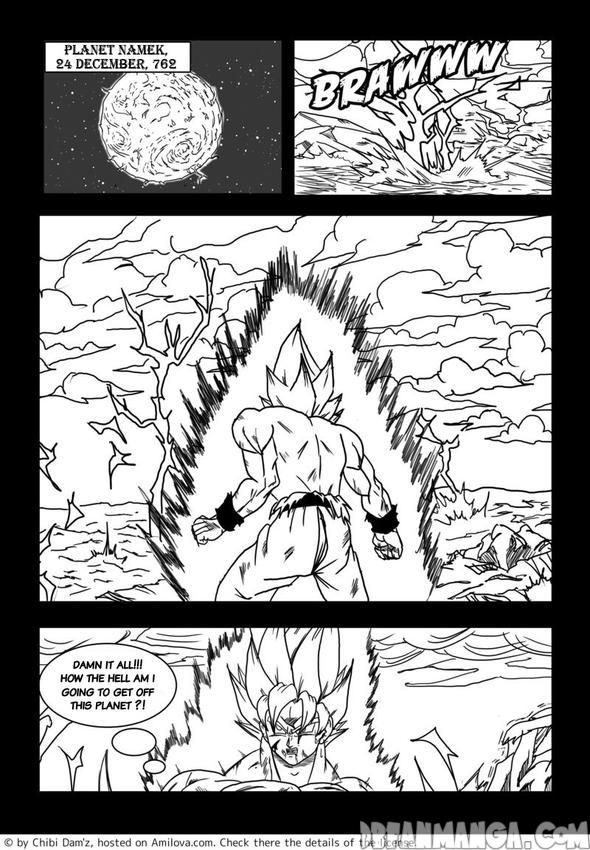 PLANET NAMEK,
24 DECEMBER, 762
BRAWWW
DAMN IT ALL!!!
HOW THE HELL AM I
GOING TO GET OFF
THIS PLANET ?!
DREANMANGA.COM
© by Chibi Dam'z, hosted on Amilova.com. Check there the details of the license.